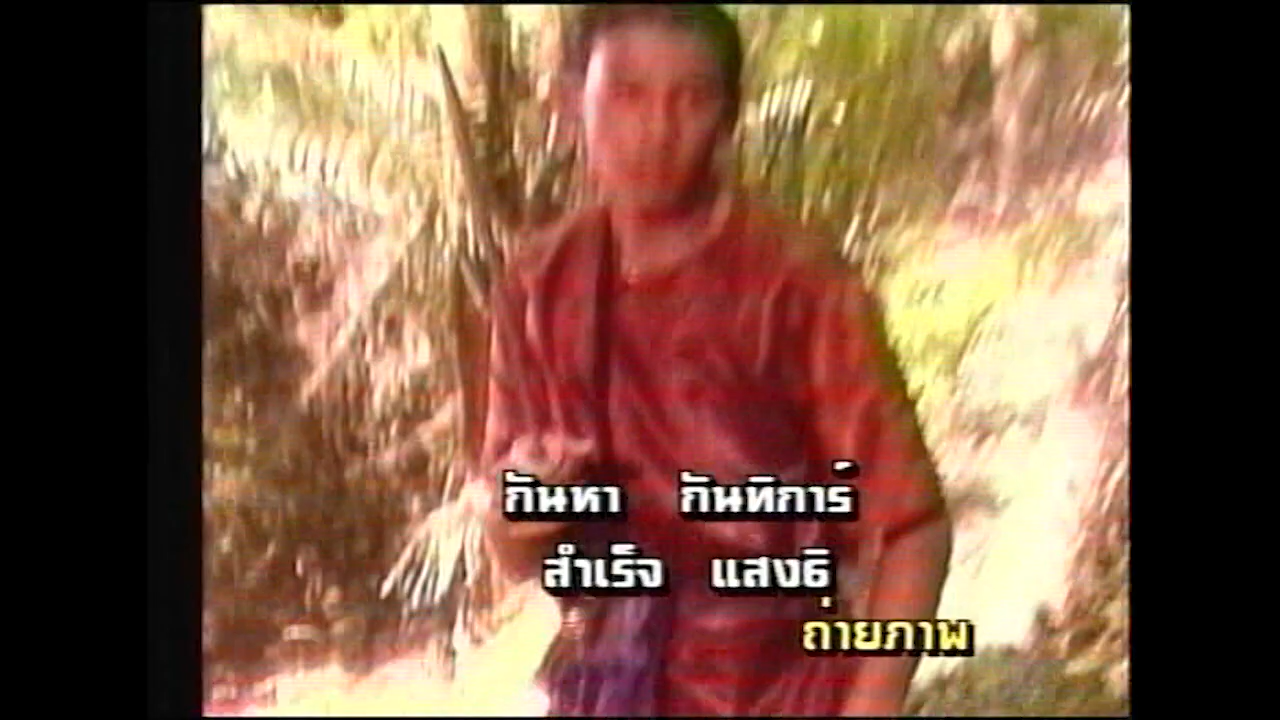 กันทา กันทิการ์
สำเร็จ แสงธิ
ถ่ายภาพ